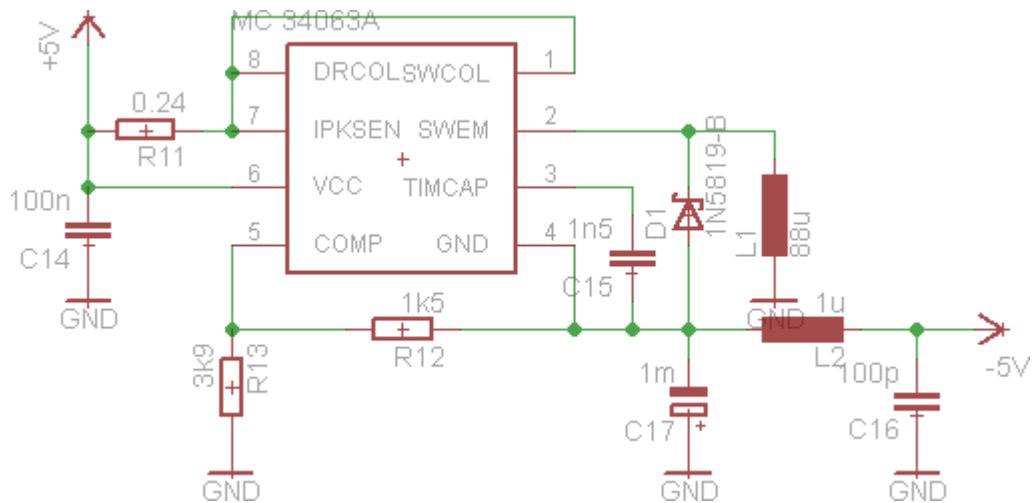 MC 34063A
+5V
8
DRCOL
SWCOL
1
0.24
7
IPKSEN
SWEM
2
R11
1N5819-B
6
VCC
TIMCAP
3
100n
D1
L1
88u
5
COMP
GND
4
1n5
C14
C15
GND
GND
1k5
1u
3k9
R13
R12
L2
-5V
1m
100p
C17
C16
GND
GND
GND